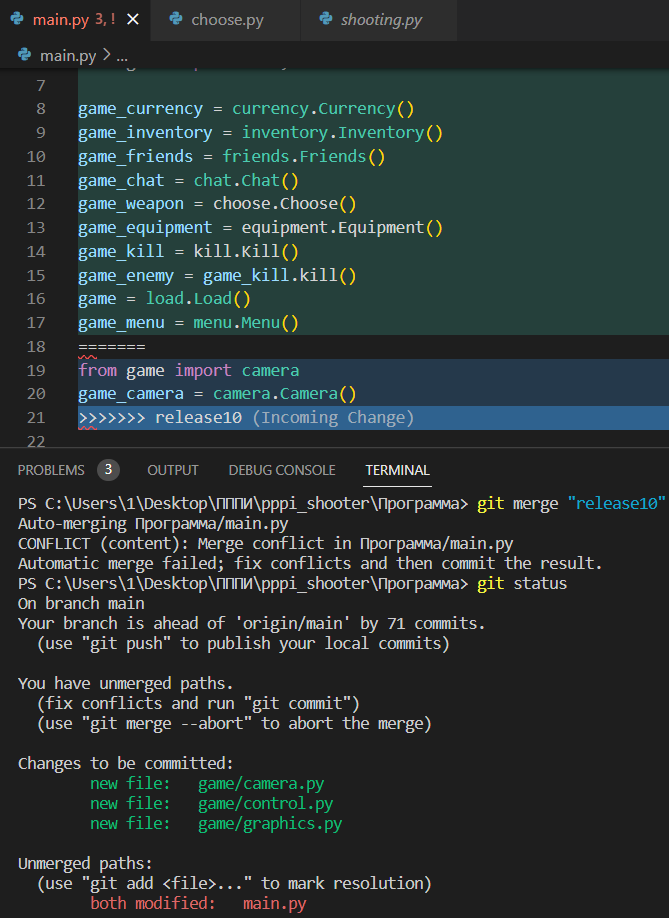 main.py 3, ! choose.py shooting.py
main.py > ...
7
8 game_currency = currency.Currency()
9 game_inventory = inventory.Inventory()
10 game_friends = friends.Friends()
11 game_chat = chat.Chat()
12 game_weapon = choose.Choose()
13 game_equipment = equipment.Equipment()
14 game_kill = kill.Kill()
15 game_enemy = game_kill.kill()
16 game = load.Load()
17 game_menu = menu.Menu()
18 =======
19 from game import camera
20 game_camera = camera.Camera()
21 >>>>>>> release10 (Incoming Change)
22
PROBLEMS 3 OUTPUT DEBUG CONSOLE TERMINAL
PS C:\Users\1\Desktop\ПППИ\pppi_shooter\Программа> git merge "release10"
Auto-merging Программа/main.py
CONFLICT (content): Merge conflict in Программа/main.py
Automatic merge failed; fix conflicts and then commit the result.
PS C:\Users\1\Desktop\ПППИ\pppi_shooter\Программа> git status
On branch main
Your branch is ahead of 'origin/main' by 71 commits.
(use "git push" to publish your local commits)
You have unmerged paths.
(fix conflicts and run "git commit")
(use "git merge --abort" to abort the merge)
Changes to be committed:
new file: game/camera.py
new file: game/control.py
new file: game/graphics.py
Unmerged paths:
(use "git add <file>..." to mark resolution)
both modified: main.py